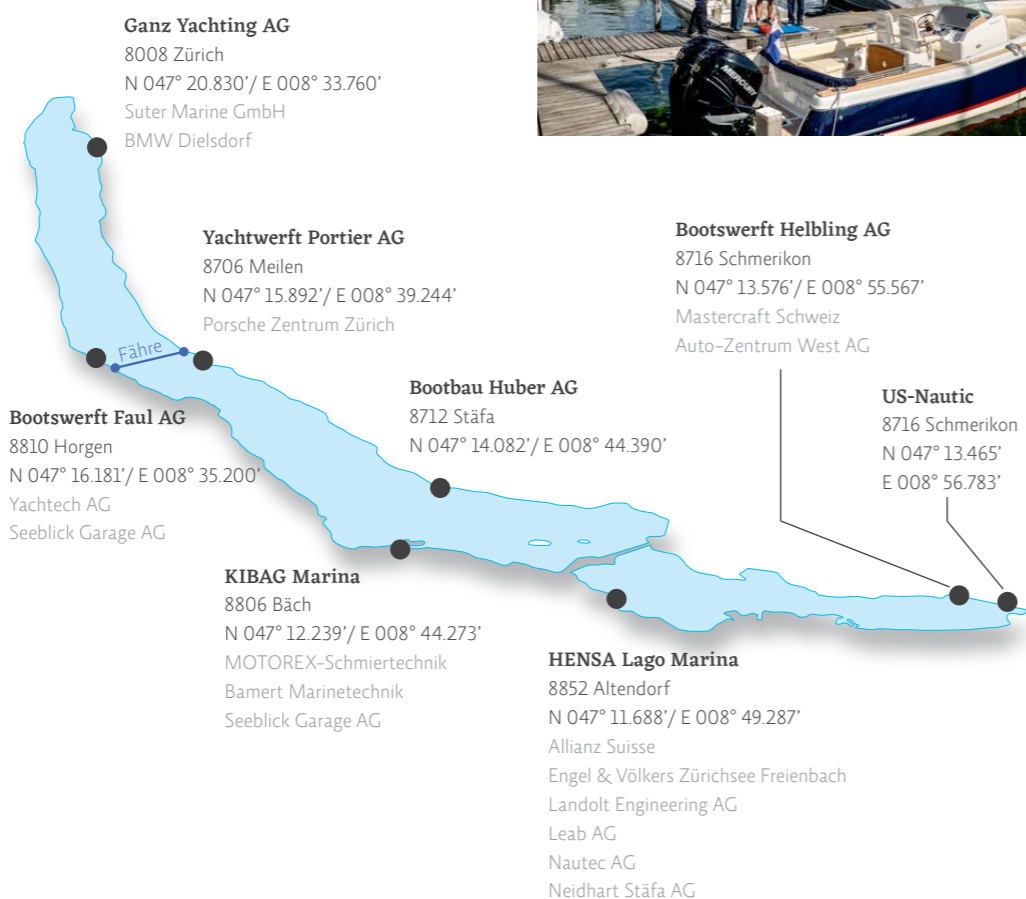 Ganz Yachting AG
8008 Zürich
N 047° 20.830’/ E 008° 33.760’
Suter Marine GmbH
BMW Dielsdorf
MERCURY
Yachtwerft Portier AG
8706 Meilen
N 047° 15.892’/ E 008° 39.244’
Porsche Zentrum Zürich
Bootswerft Helbling AG
8716 Schmerikon
N 047° 13.576’/ E 008° 55.567’
Mastercraft Schweiz
Auto-Zentrum West AG
Fähre
Bootswerft Faul AG
8810 Horgen
N 047° 16.181’/ E 008° 35.200’
Yachtech AG
Seeblick Garage AG
Bootbau Huber AG
8712 Stäfa
N 047° 14.082’/ E 008° 44.390’
US-Nautic
8716 Schmerikon
N 047° 13.465’
E 008° 56.783’
KIBAG Marina
8806 Bäch
N 047° 12.239’/ E 008° 44.273’
MOTOREX-Schmiertechnik
Bamert Marinetechnik
Seeblick Garage AG
HENSA Lago Marina
8852 Altendorf
N 047° 11.688’/ E 008° 49.287’
Allianz Suisse
Engel & Völkers Zürichsee Freienbach
Landolt Engineering AG
Leab AG
Nautec AG
Neidhart Stäfa AG